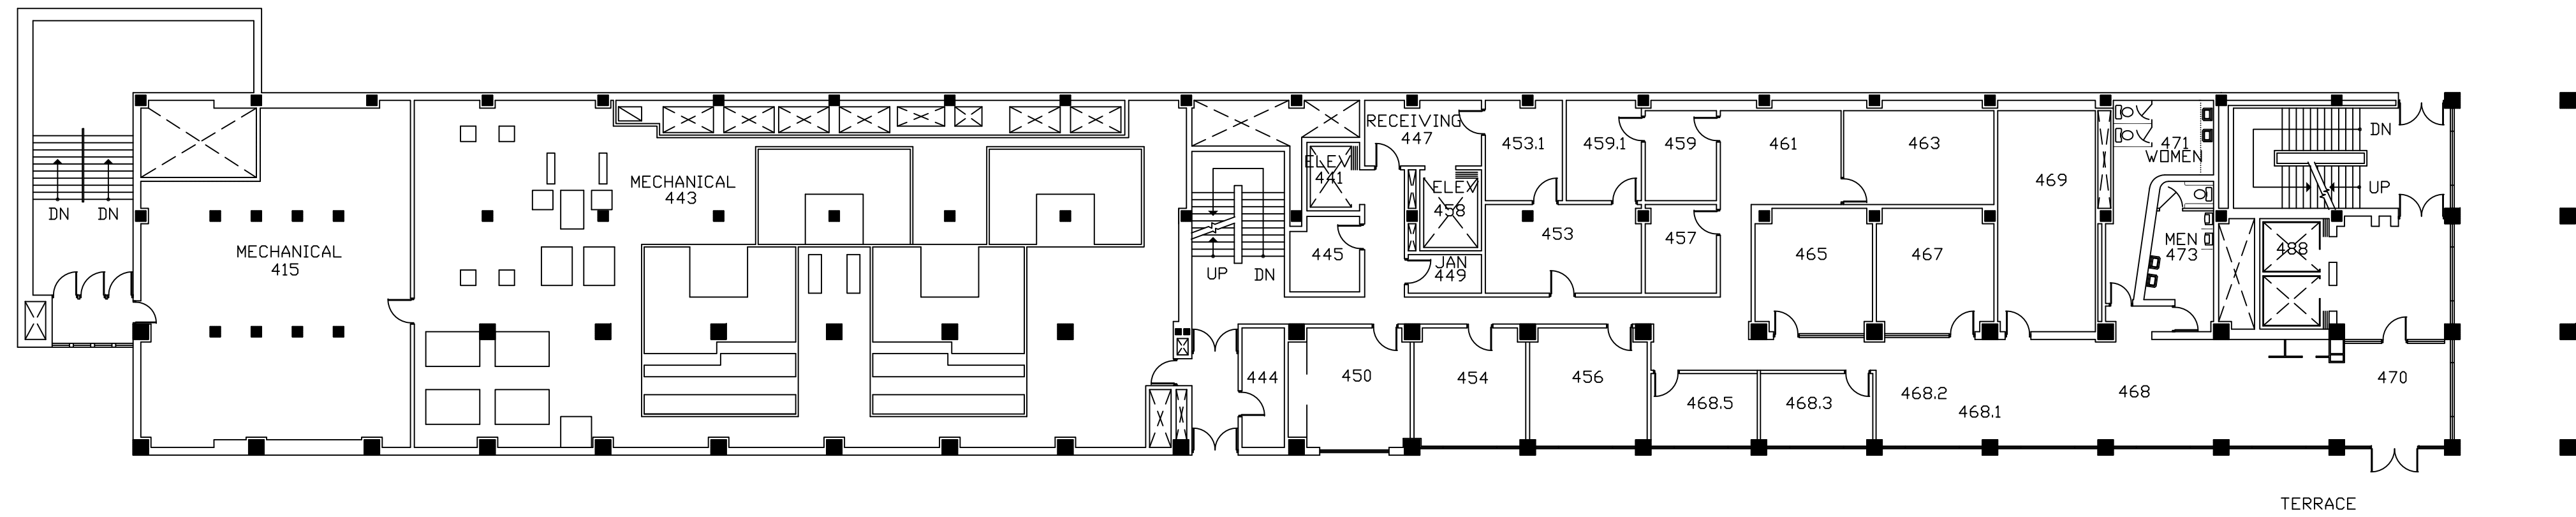 DN DN
MECHANICAL
415
MECHANICAL
443
UP DN
ELEV
441
445
RECEIVING
447
ELEV
458
JAN
449
453.1
459.1
459
461
463
469
471
WOMEN
453
457
465
467
MEN
473
488
DN
UP
444
450
454
456
468.5
468.3
468.2
468.1
468
470
TERRACE